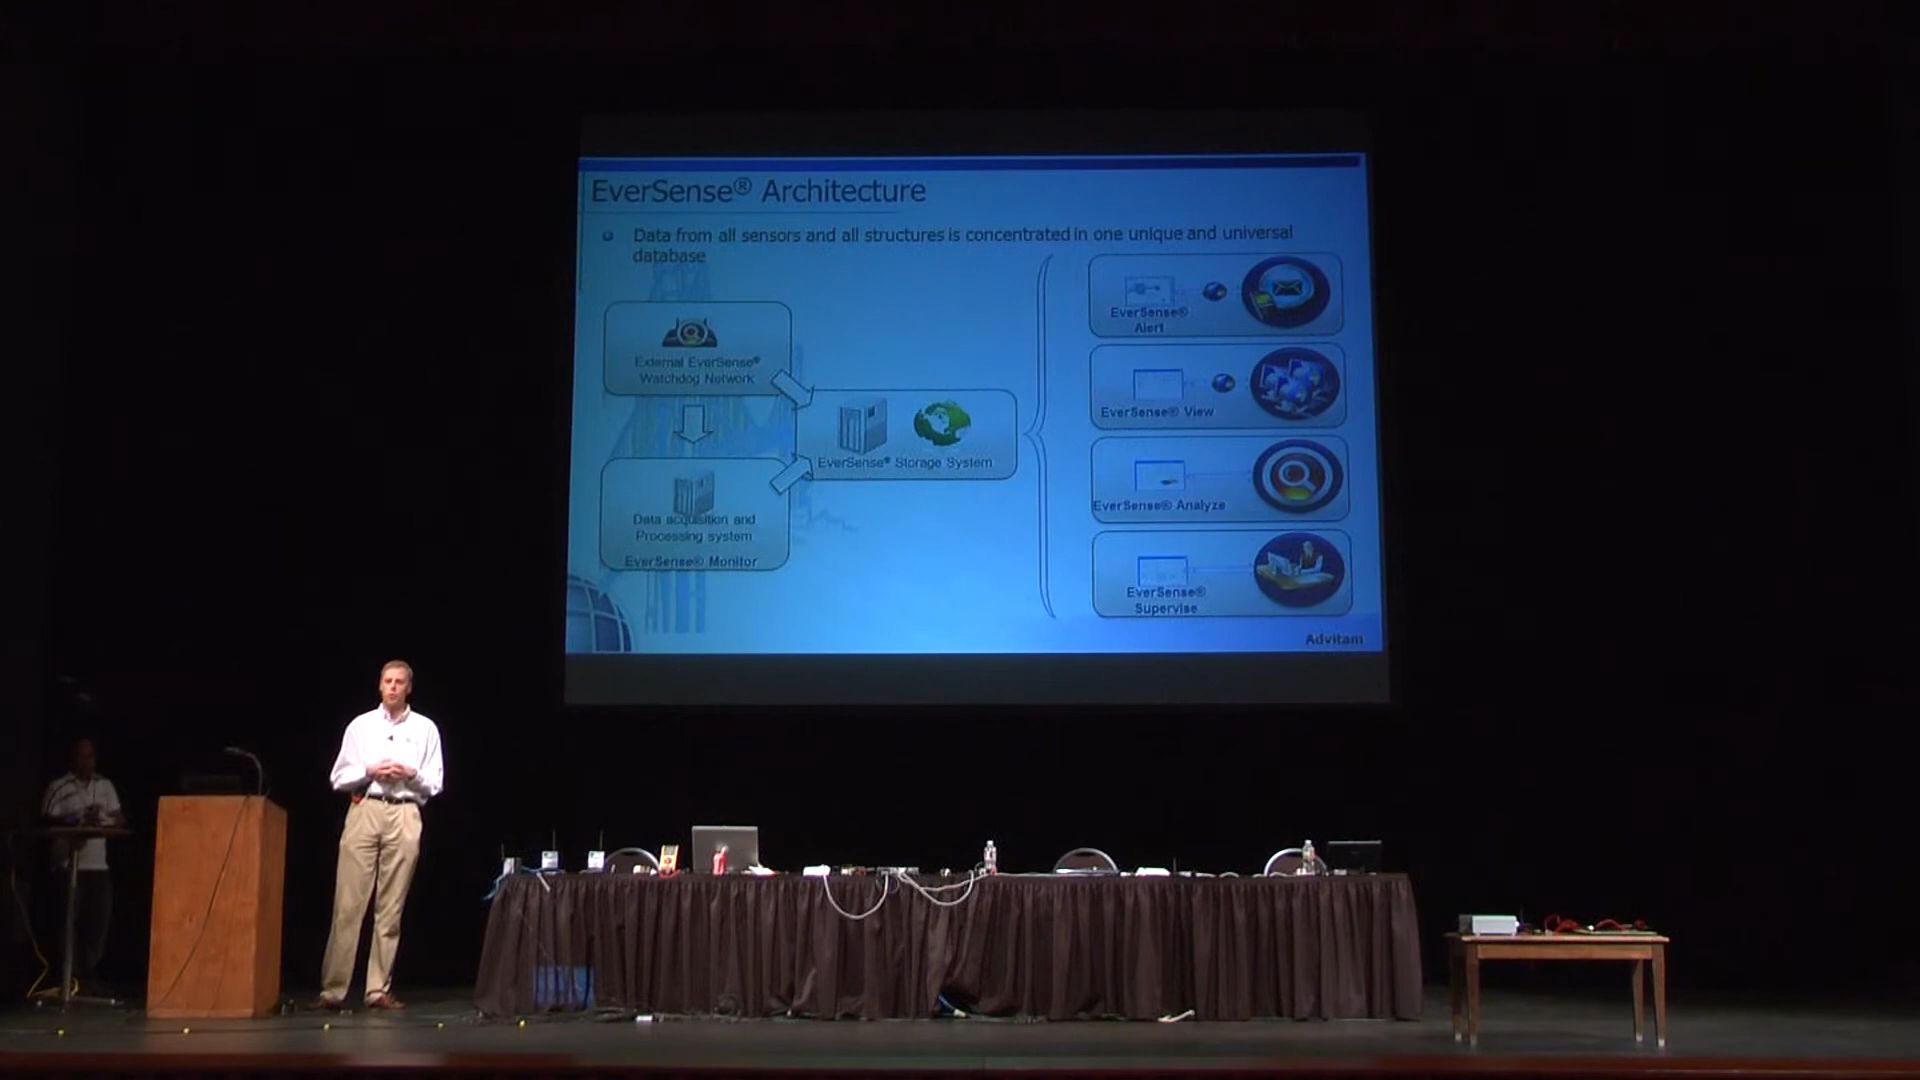 EverSense® Architecture
Data from all sensors and all structures is concentrated in one unique and universal
database
External EverSense®
Watchdog Network
Data acquisition and
Processing system
EverSense® Monitor
EverSense® Storage System
EverSense®
Alert
EverSense® View
EverSense® Analyze
EverSense®
Supervise
Advitam